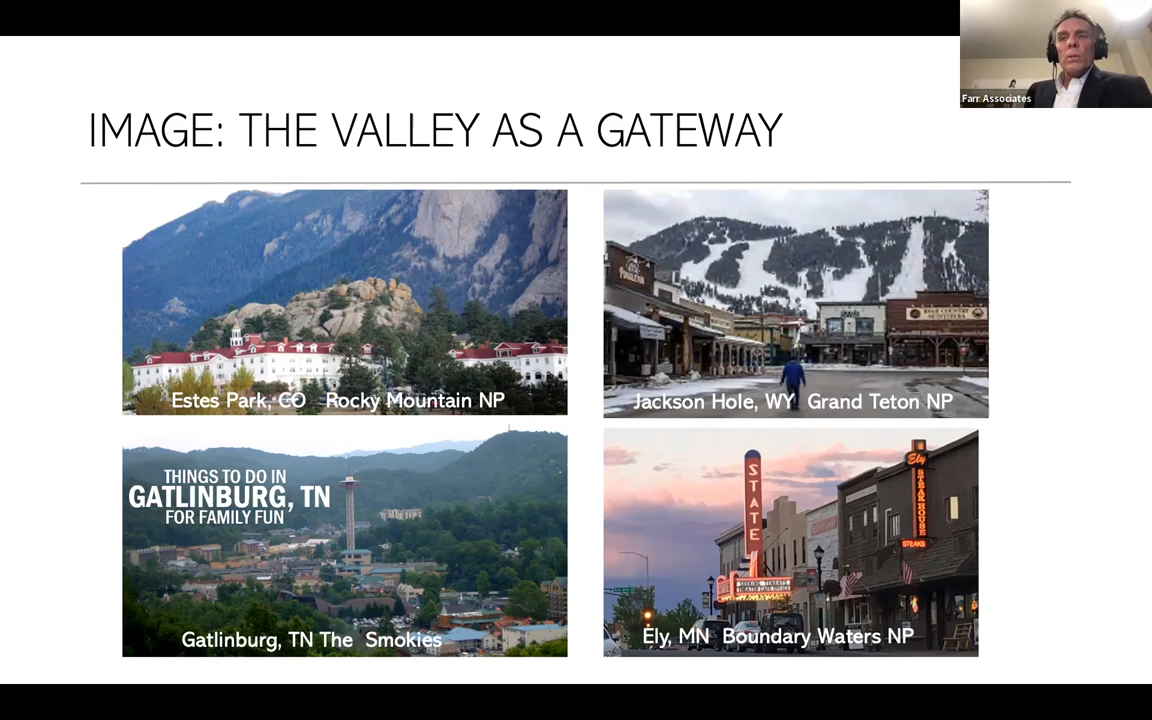 Farr Associates
IMAGE: THE VALLEY AS A GATEWAY
Estes Park, CO Rocky Mountain NP
Jackson Hole, WY Grand Teton NP
THINGS TO DO IN
GATLINBURG, TN
FOR FAMILY FUN
Gatlinburg, TN The Smokies
STATE
Ely
STEAKHOUSE
STEAKS
Ely, MN Boundary Waters NP